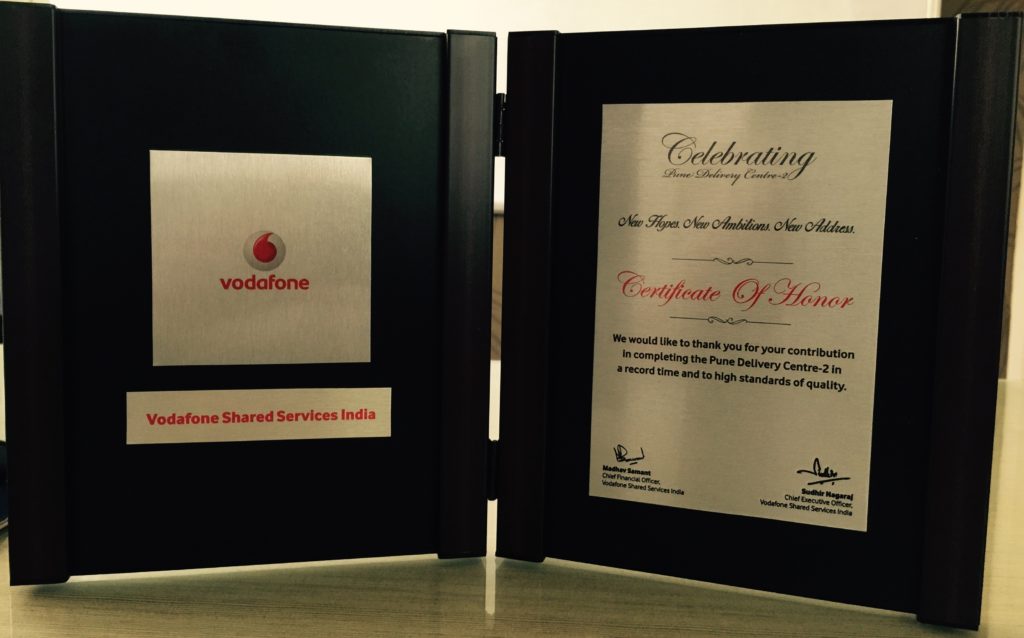 vodafone
Vodafone Shared Services India
Celebrating
Pune Delivery Centre-2
New Hopes. New Ambitions. New Address.
Certificate Of Honor
We would like to thank you for your contribution
in completing the Pune Delivery Centre-2 in
a record time and to high standards of quality.
Madhav Samant
Chief Financial Officer,
Vodafone Shared Services India
Sudhir Nagaraj
Chief Executive Officer,
Vodafone Shared Services India